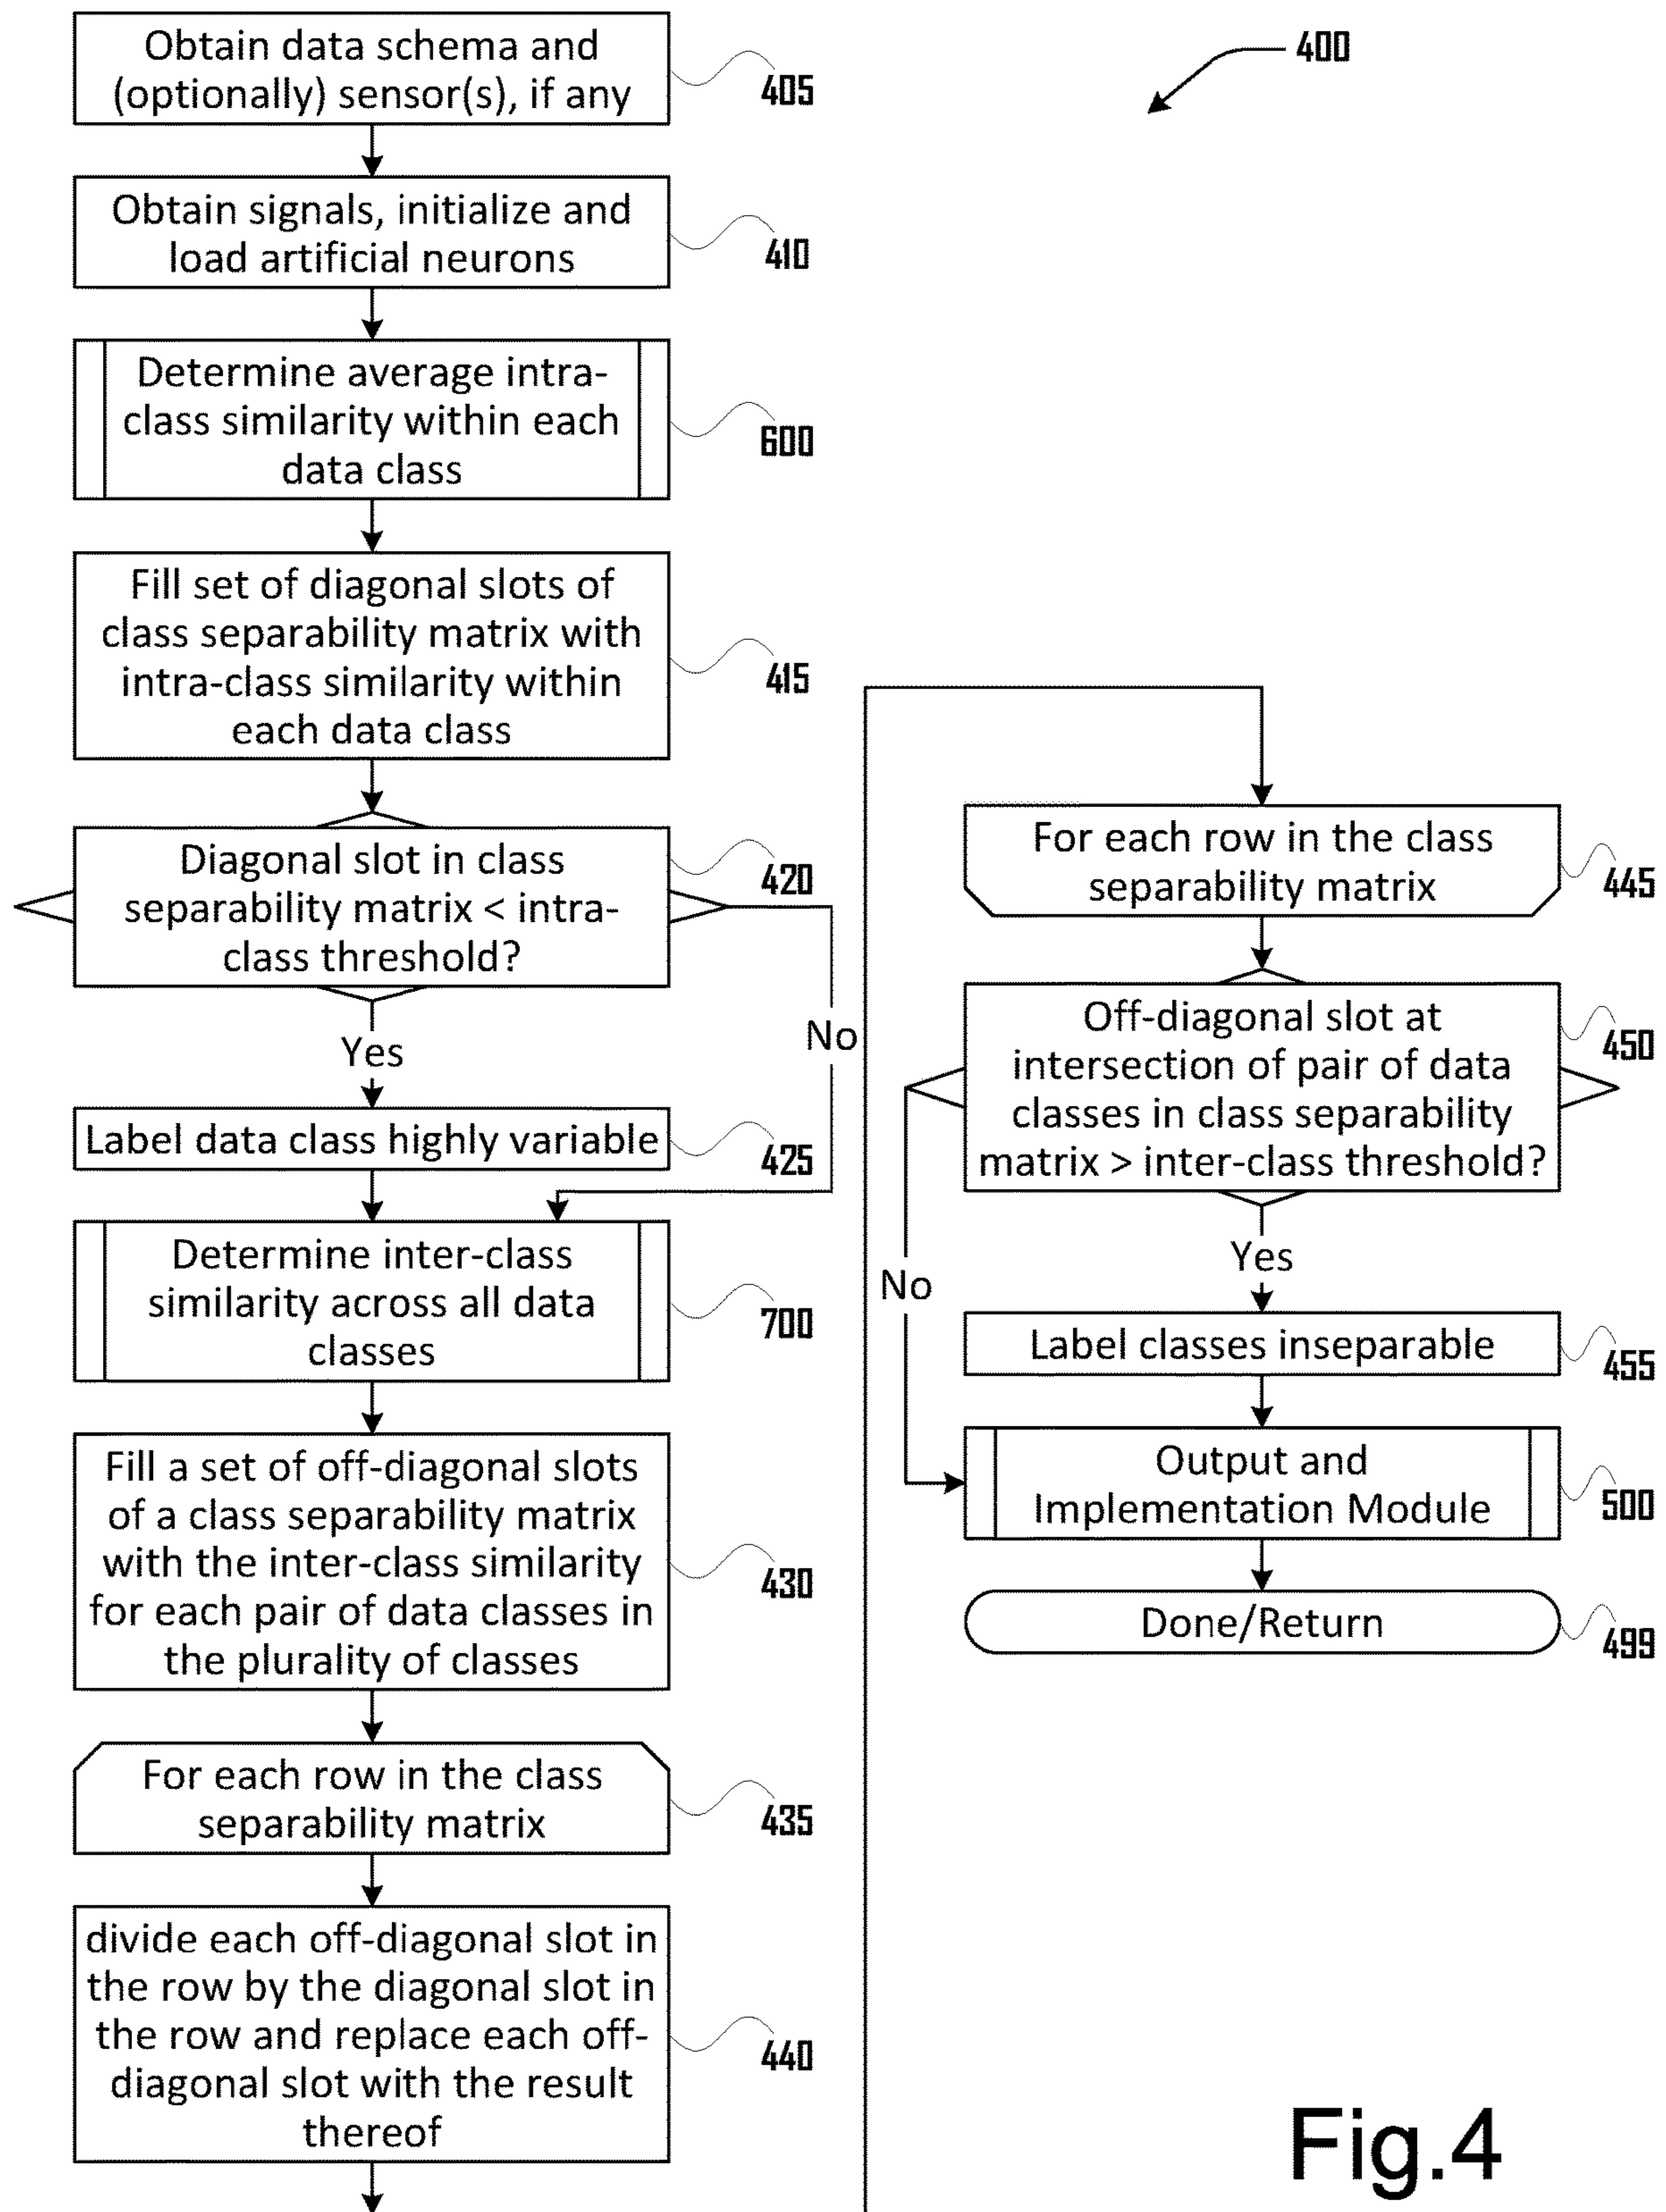 Obtain data schema and
(optionally) sensor(s), if any
405
Obtain signals, initialize and
load artificial neurons
410
Determine average intra-
class similarity within each
data class
600
Fill set of diagonal slots of
class separability matrix with
intra-class similarity within
each data class
415
Diagonal slot in class
separability matrix < intra-
class threshold?
420
No
Yes
Label data class highly variable
425
Determine inter-class
similarity across all data
classes
700
Fill a set of off-diagonal slots
of a class separability matrix
with the inter-class similarity
for each pair of data classes in
the plurality of classes
430
For each row in the class
separability matrix
435
divide each off-diagonal slot in
the row by the diagonal slot in
the row and replace each off-
diagonal slot with the result
thereof
440
400
For each row in the class
separability matrix
445
Off-diagonal slot at
intersection of pair of data
classes in class separability
matrix > inter-class threshold?
450
Yes
No
Label classes inseparable
455
Output and
Implementation Module
500
Done/Return
499
Fig.4